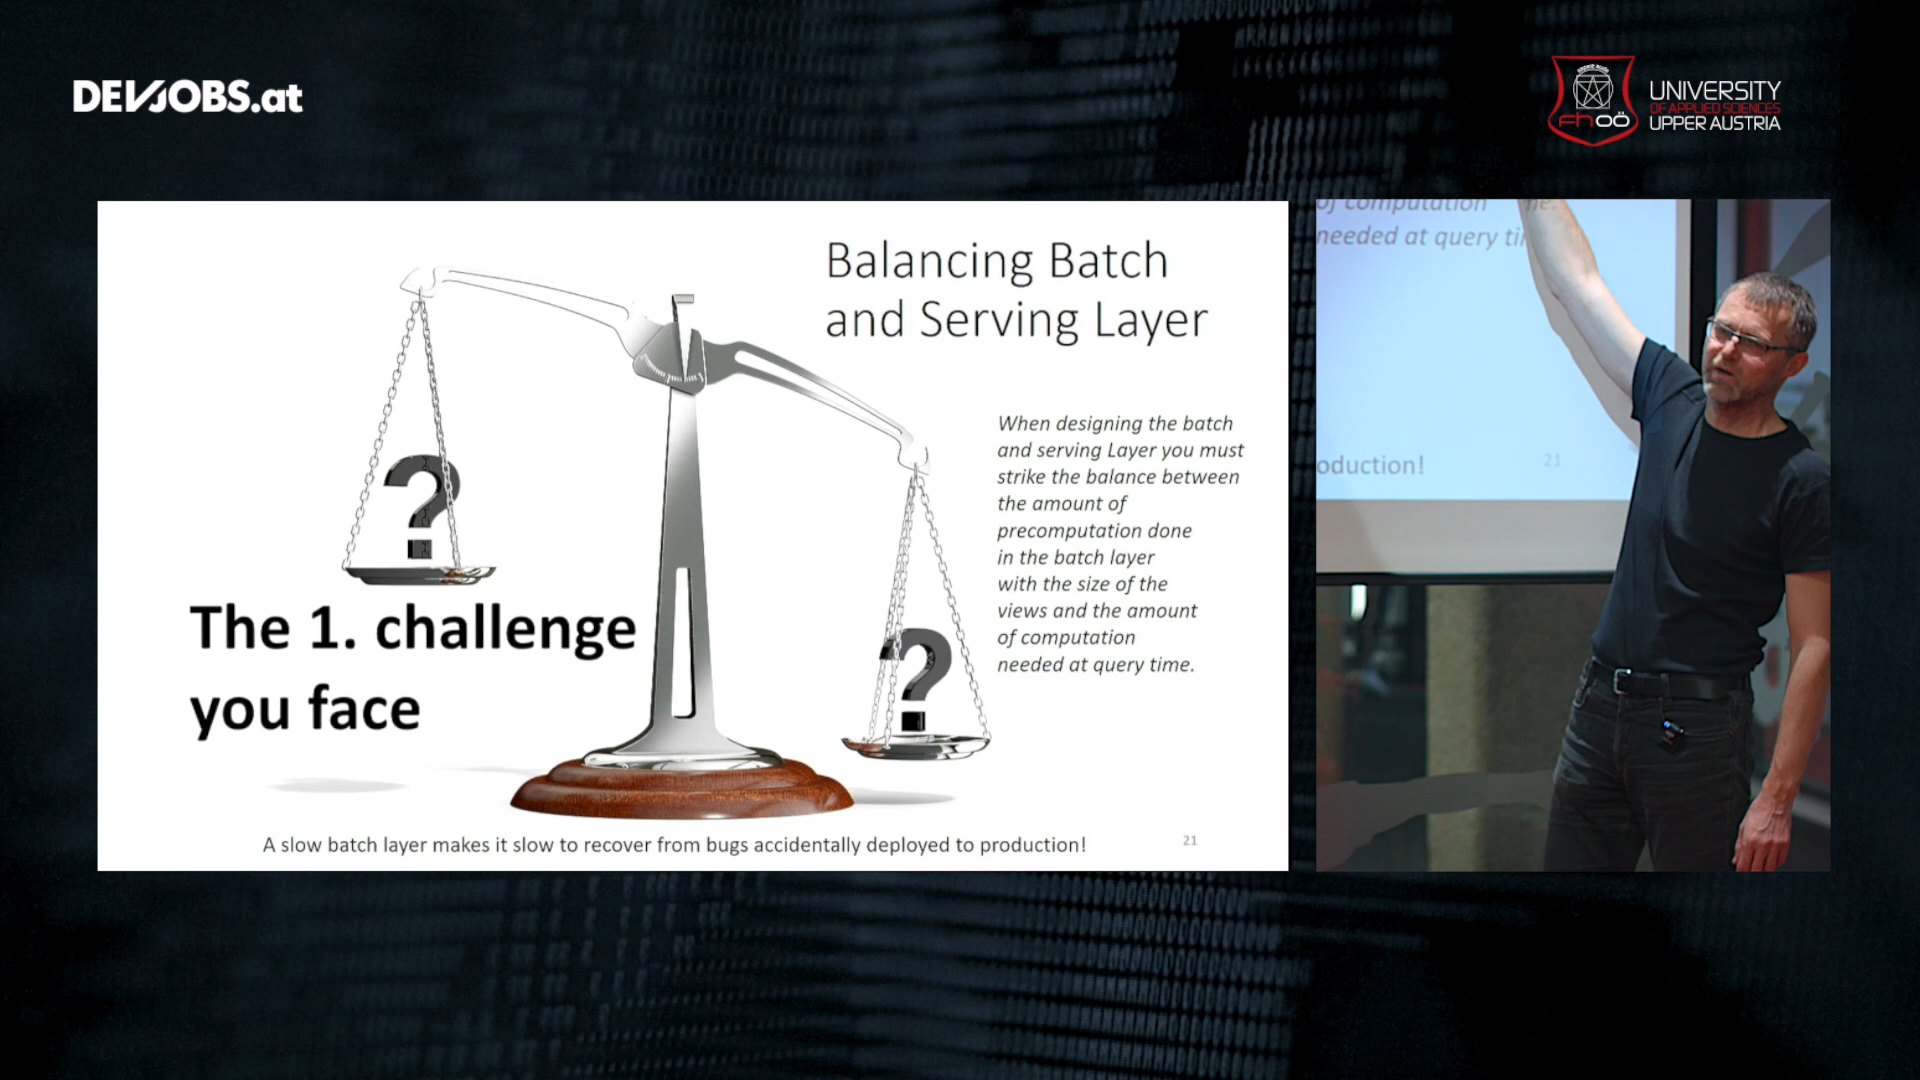 DEVJOBS.at
fhOÖ
UNIVERSITY
OF APPLIED SCIENCES
UPPER AUSTRIA
Balancing Batch
and Serving Layer
When designing the batch
and serving Layer you must
strike the balance between
the amount of
precomputation done
in the batch layer
with the size of the
views and the amount
of computation
needed at query time.
?
?
The 1. challenge
you face
A slow batch layer makes it slow to recover from bugs accidentally deployed to production!
21
of computation
needed at query ti
oduction!
21